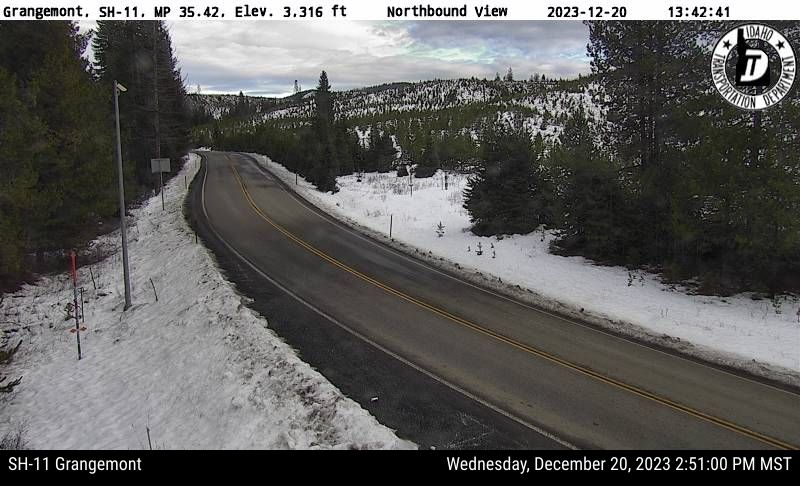 Grangemont, SH-11, MP 35.42, Elev. 3,316 ft Northbound View 2023-12-20 13:42:41
IDAHO
TRANSPORTATION DEPARTMENT
SH-11 Grangemont Wednesday, December 20, 2023 2:51:00 PM MST